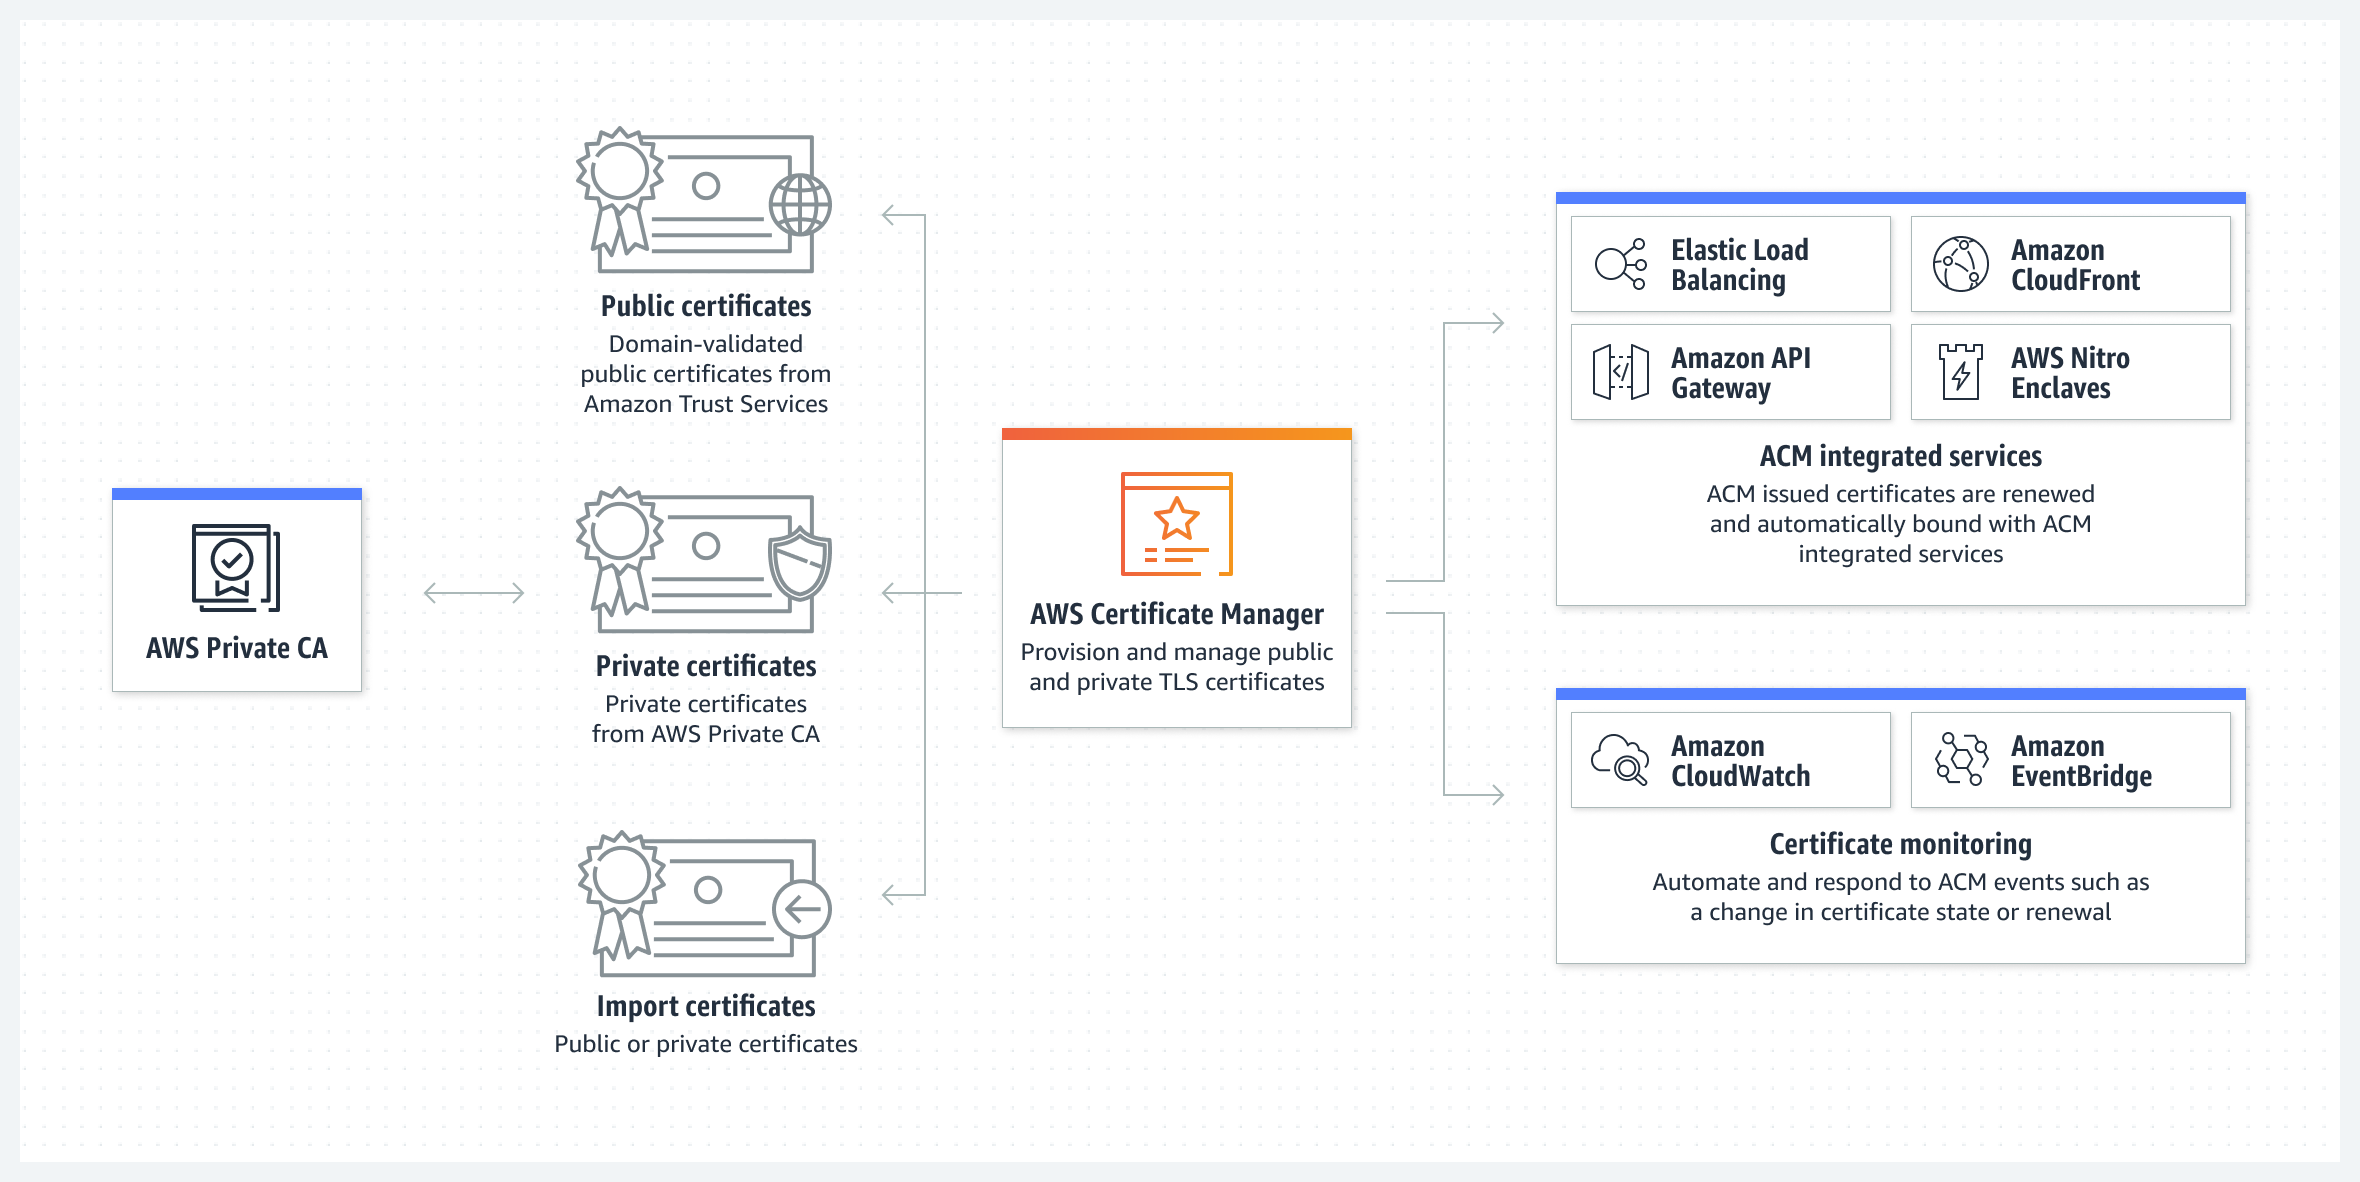 Public certificates
Domain-validated
public certificates from
Amazon Trust Services
AWS Private CA
Private certificates
Private certificates
from AWS Private CA
Import certificates
Public or private certificates
AWS Certificate Manager
Provision and manage public
and private TLS certificates
Elastic Load
Balancing
Amazon
CloudFront
Amazon API
Gateway
AWS Nitro
Enclaves
ACM integrated services
ACM issued certificates are renewed
and automatically bound with ACM
integrated services
Amazon
CloudWatch
Amazon
EventBridge
Certificate monitoring
Automate and respond to ACM events such as
a change in certificate state or renewal